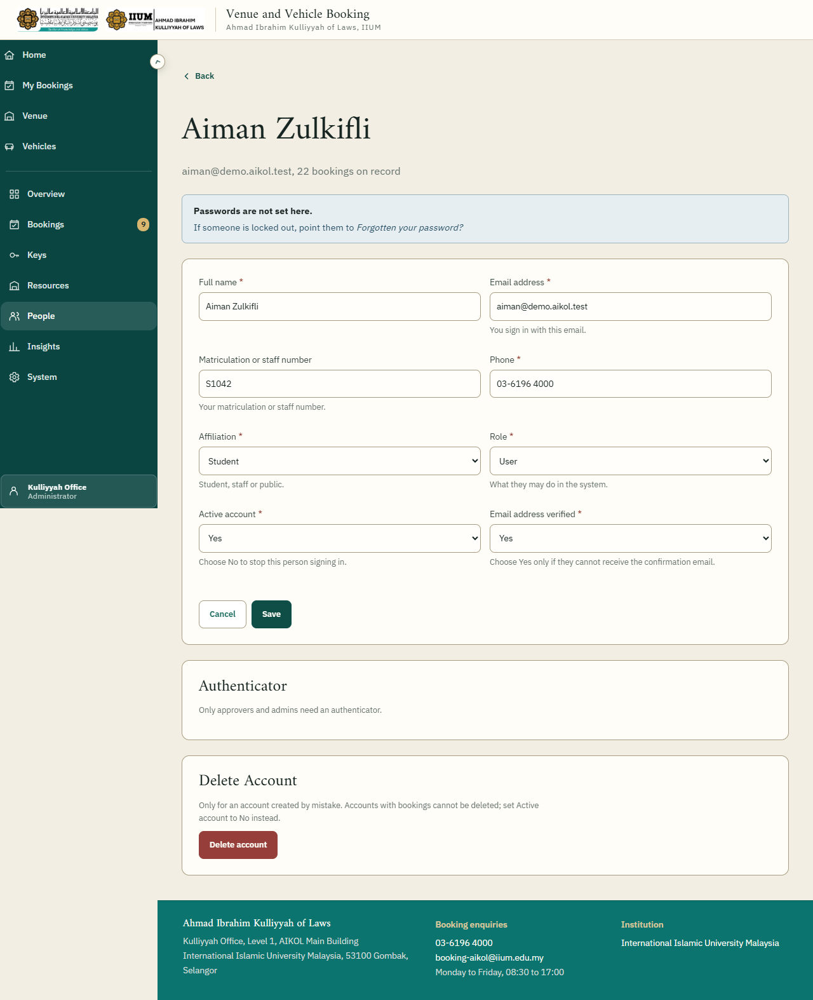 الجامعة الإسلامية العالمية ماليزيا
INTERNATIONAL ISLAMIC UNIVERSITY MALAYSIA
IIUM
AHMAD IBRAHIM
KULLIYYAH OF LAWS
Venue and Vehicle Booking
Ahmad Ibrahim Kulliyyah of Laws, IIUM
Home
My Bookings
Venue
Vehicles
Overview
Bookings 9
Keys
Resources
People
Insights
System
Kulliyyah Office
Administrator
Back
Aiman Zulkifli
aiman@demo.aikol.test, 22 bookings on record
Passwords are not set here.
If someone is locked out, point them to Forgotten your password?
Full name *
Aiman Zulkifli
Email address *
aiman@demo.aikol.test
You sign in with this email.
Matriculation or staff number
S1042
Your matriculation or staff number.
Phone *
03-6196 4000
Affiliation *
Student
Student, staff or public.
Role *
User
What they may do in the system.
Active account *
Yes
Choose No to stop this person signing in.
Email address verified *
Yes
Choose Yes only if they cannot receive the confirmation email.
Cancel
Save
Authenticator
Only approvers and admins need an authenticator.
Delete Account
Only for an account created by mistake. Accounts with bookings cannot be deleted; set Active
account to No instead.
Delete account
Ahmad Ibrahim Kulliyyah of Laws
Kulliyyah Office, Level 1, AIKOL Main Building
International Islamic University Malaysia, 53100 Gombak,
Selangor
Booking enquiries
03-6196 4000
booking-aikol@iium.edu.my
Monday to Friday, 08:30 to 17:00
Institution
International Islamic University Malaysia